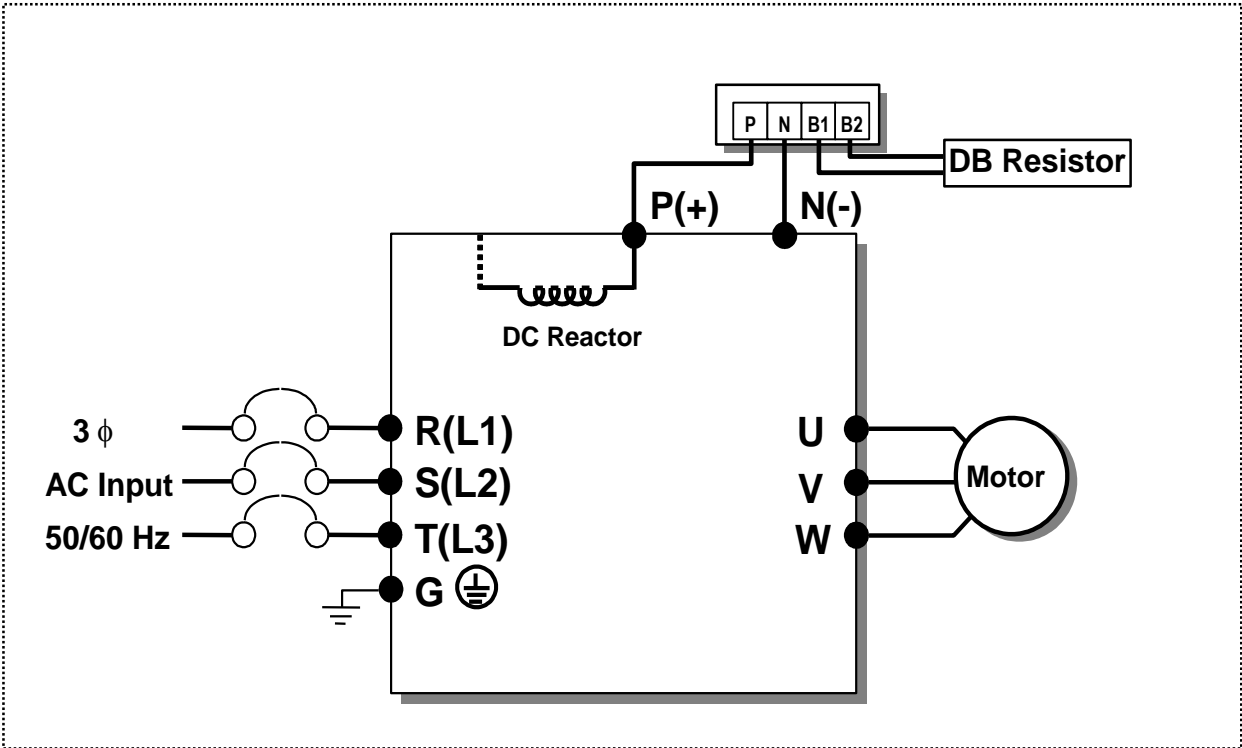 P N B1 B2
DB Resistor
P(+) N(-)
DC Reactor
3 ϕ
AC Input
50/60 Hz
R(L1)
S(L2)
T(L3)
G
U
V
W
Motor